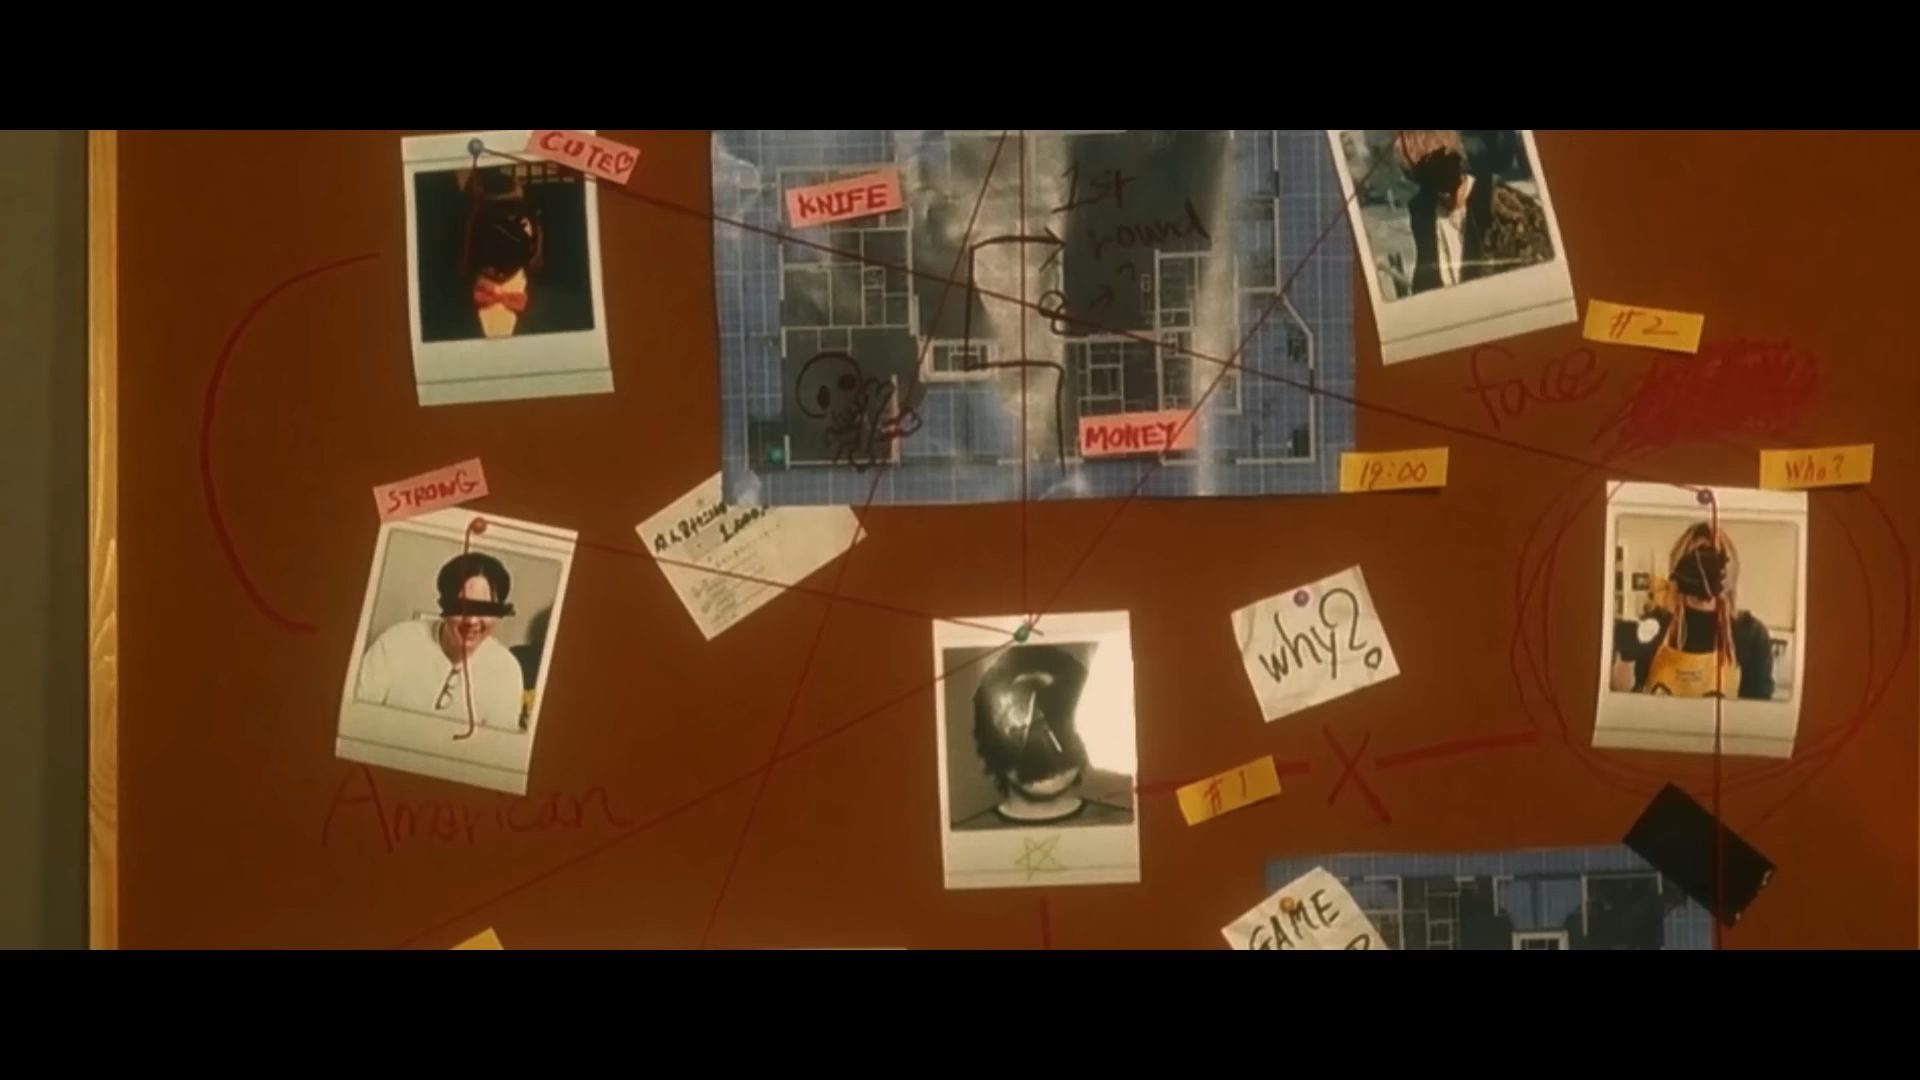 CUTE♡
KNIFE
1st
round
#2
face
MONEY
19:00
Who?
STRONG
why?
#1
American
GAME